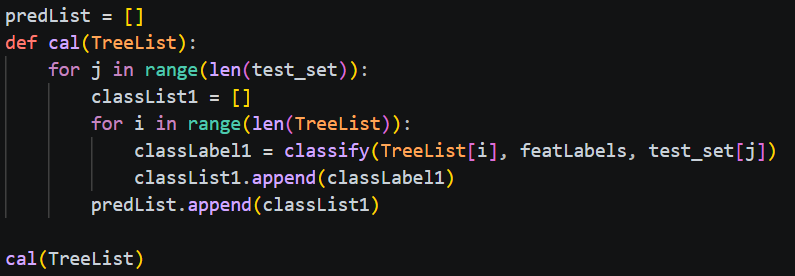 predList = []
def cal(TreeList):
    for j in range(len(test_set)):
        classList1 = []
        for i in range(len(TreeList)):
            classLabel1 = classify(TreeList[i], featLabels, test_set[j])
            classList1.append(classLabel1)
        predList.append(classList1)

cal(TreeList)